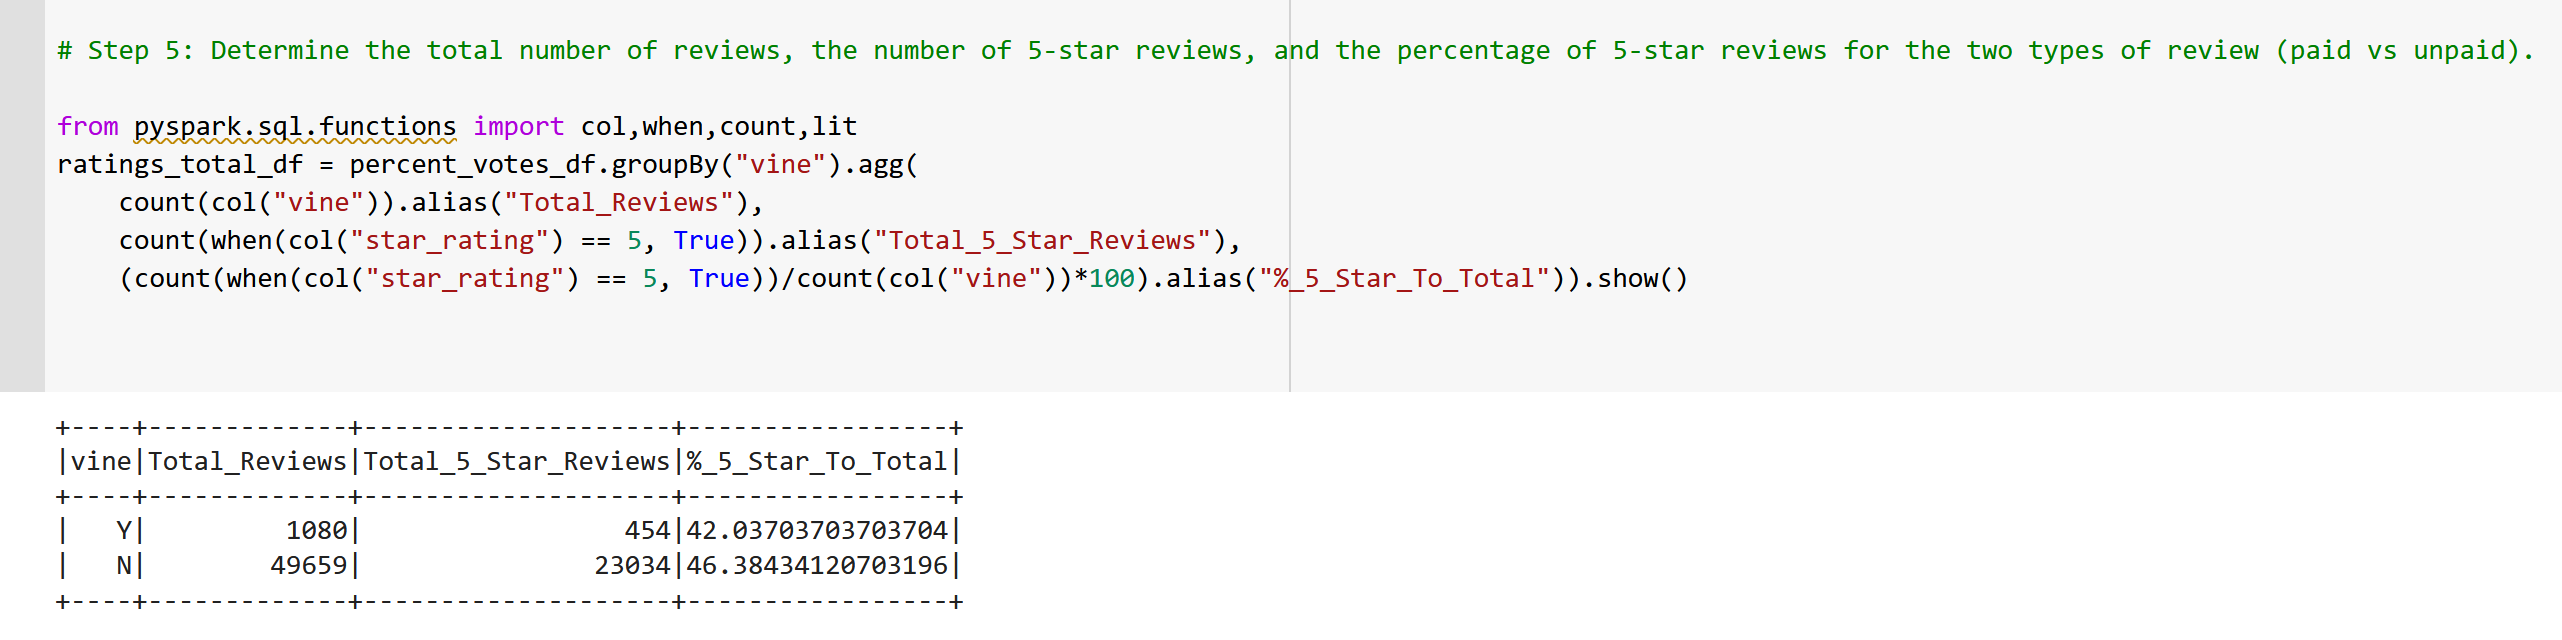 # Step 5: Determine the total number of reviews, the number of 5-star reviews, and the percentage of 5-star reviews for the two types of review (paid vs unpaid).
from pyspark.sql.functions import col,when,count,lit
ratings_total_df = percent_votes_df.groupBy("vine").agg(
    count(col("vine")).alias("Total_Reviews"),
    count(when(col("star_rating") == 5, True)).alias("Total_5_Star_Reviews"),
    (count(when(col("star_rating") == 5, True))/count(col("vine"))*100).alias("%_5_Star_To_Total")).show()
+----+-------------+--------------------+-----------------+
|vine|Total_Reviews|Total_5_Star_Reviews|%_5_Star_To_Total|
+----+-------------+--------------------+-----------------+
|   Y|         1080|                 454|42.03703703703704|
|   N|        49659|               23034|46.38434120703196|
+----+-------------+--------------------+-----------------+